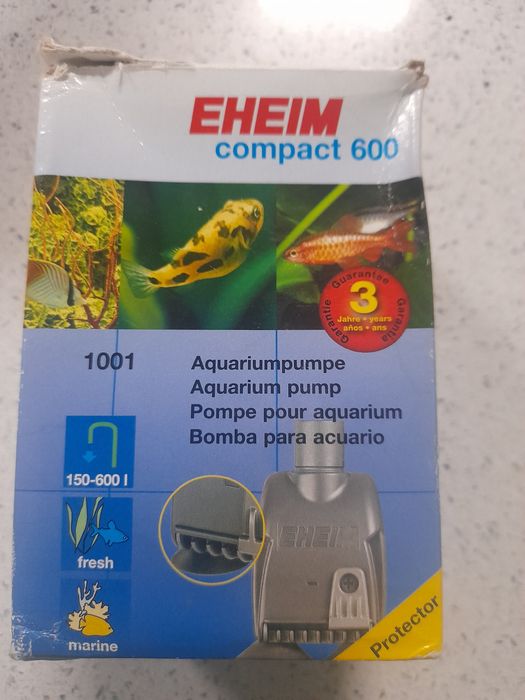 EHEIM
compact 600
Guarantee
3
Jahre • years
años • ans
Garantie
Garantía
1001
Aquariumpumpe
Aquarium pump
Pompe pour aquarium
Bomba para acuario
150-600 l
fresh
marine
EHEIM
Protector